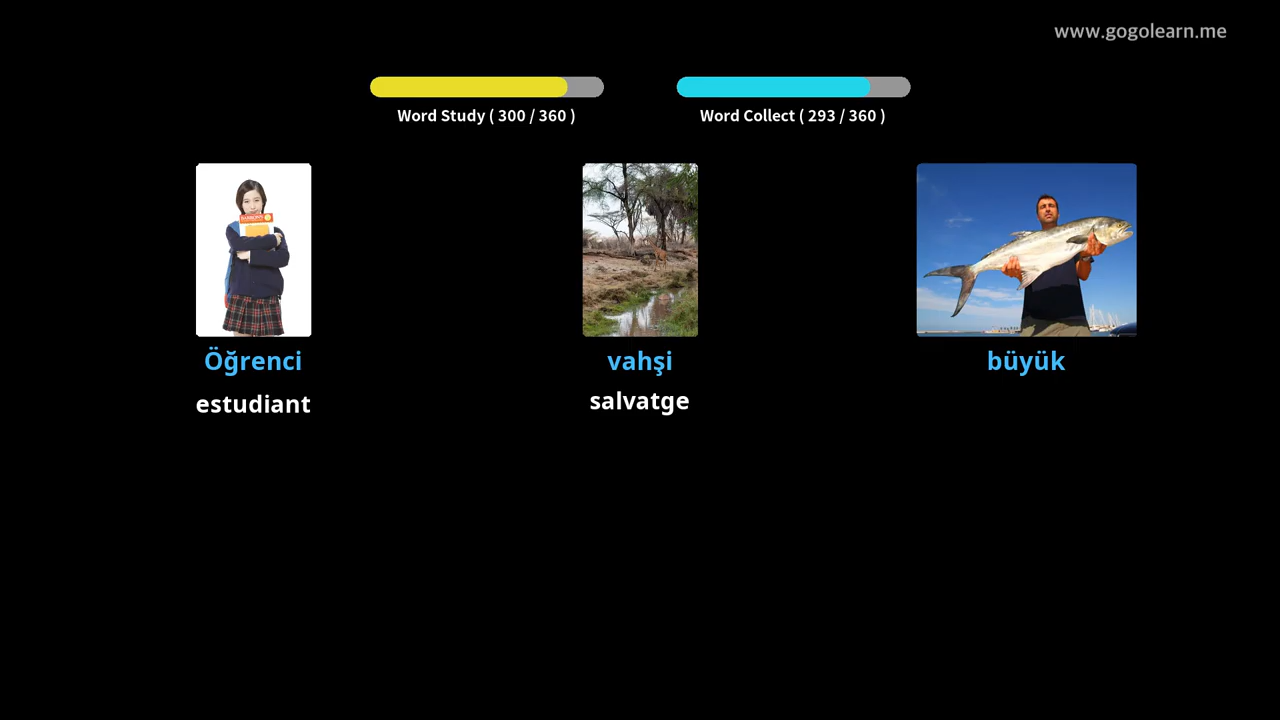 www.gogolearn.me
Word Study ( 300 / 360 )
Word Collect ( 293 / 360 )
Öğrenci
vahşi
büyük
estudiant
salvatge